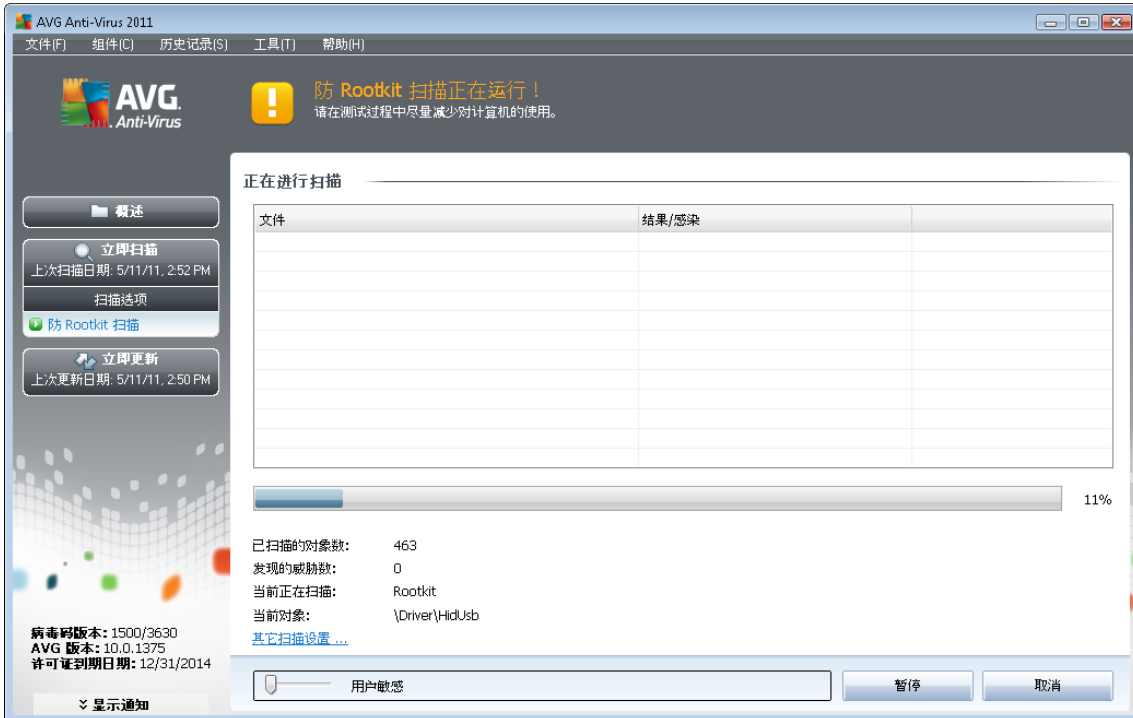 AVG Anti-Virus 2011
文件(F) 组件(C) 历史记录(S) 工具(T) 帮助(H)
AVG.
Anti-Virus
防 Rootkit 扫描正在运行！
请在测试过程中尽量减少对计算机的使用。
概述
立即扫描
上次扫描日期: 5/11/11, 2:52 PM
扫描选项
防 Rootkit 扫描
立即更新
上次更新日期: 5/11/11, 2:50 PM
病毒码版本: 1500/3630
AVG 版本: 10.0.1375
许可证到期日期: 12/31/2014
显示通知
正在进行扫描
文件 结果/感染
11%
已扫描的对象数: 463
发现的威胁数: 0
当前正在扫描: Rootkit
当前对象: \Driver\HidUsb
其它扫描设置 ...
用户敏感 暂停 取消